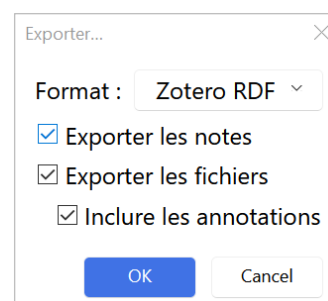 Exporter...
Format : Zotero RDF
Exporter les notes
Exporter les fichiers
Inclure les annotations
OK Cancel